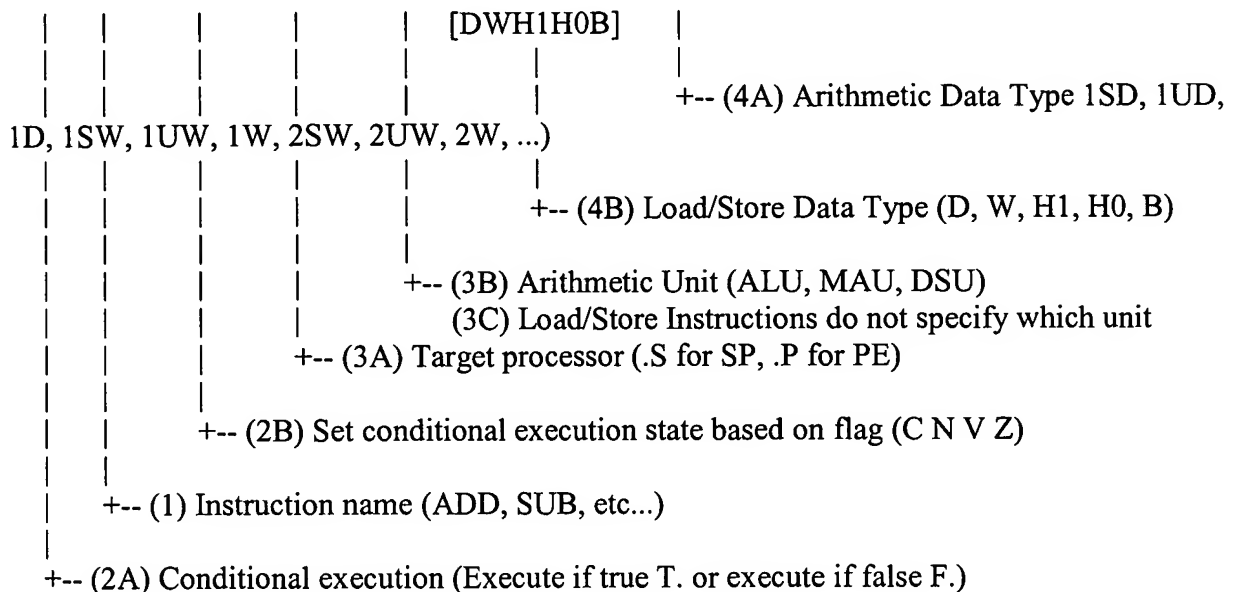 [DWH1H0B]
+-- (4A) Arithmetic Data Type 1SD, 1UD,
1D, 1SW, 1UW, 1W, 2SW, 2UW, 2W, ...)
+-- (4B) Load/Store Data Type (D, W, H1, H0, B)
+-- (3B) Arithmetic Unit (ALU, MAU, DSU)
(3C) Load/Store Instructions do not specify which unit
+-- (3A) Target processor (.S for SP, .P for PE)
+-- (2B) Set conditional execution state based on flag (C N V Z)
+-- (1) Instruction name (ADD, SUB, etc...)
+-- (2A) Conditional execution (Execute if true T. or execute if false F.)